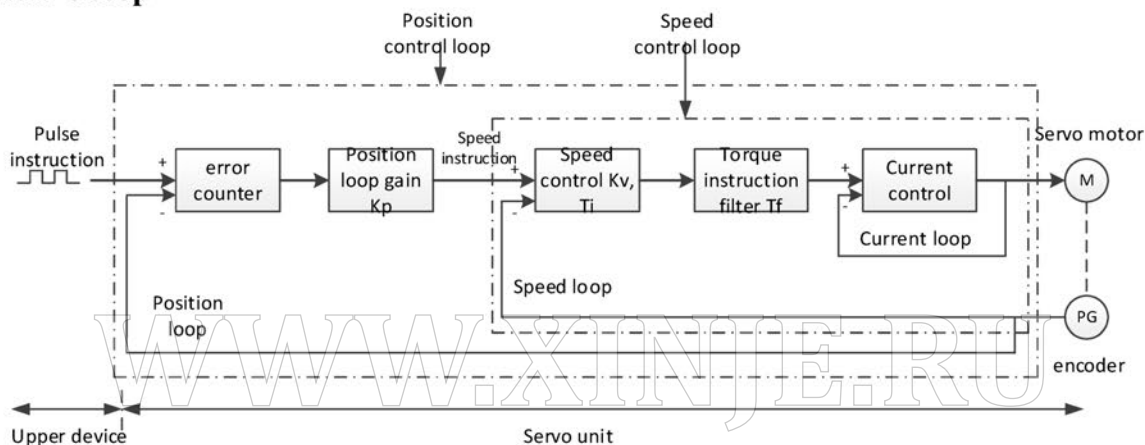 Position
control loop
Speed
control loop
Pulse
instruction
+
-
error
counter
Position
loop gain
Kp
Speed
instruction
+
-
Speed
control Kv,
Ti
Torque
instruction
filter Tf
+
-
Current
control
Servo motor
M
Current loop
Speed loop
Position
loop
PG
encoder
WWW.XINJE.RU
Upper device
Servo unit